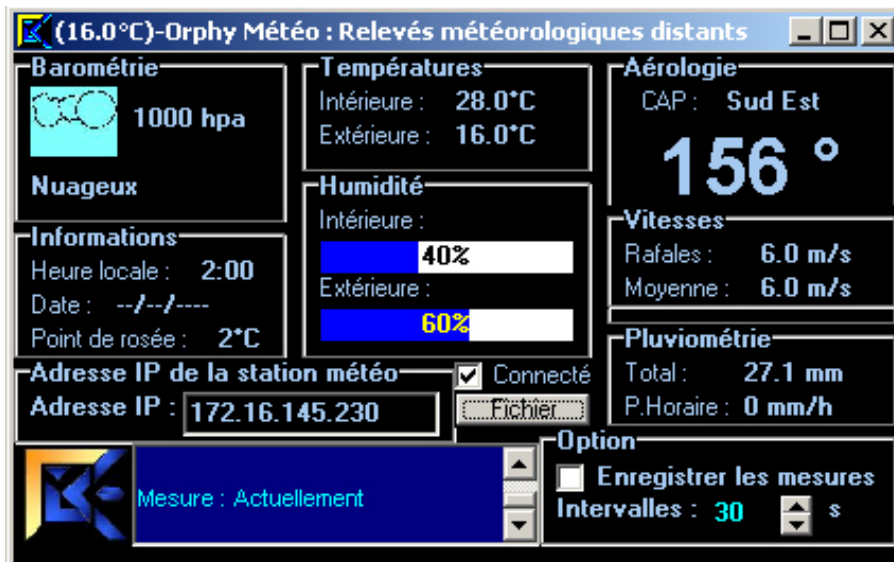 (16.0°C)-Orphy Météo : Relevés météorologiques distants
Barométrie
1000 hpa
Nuageux
Températures
Intérieure : 28.0°C
Extérieure : 16.0°C
Aérologie
CAP : Sud Est
156 °
Humidité
Intérieure :
40%
Extérieure :
60%
Vitesses
Rafales : 6.0 m/s
Moyenne : 6.0 m/s
Informations
Heure locale : 2:00
Date : --/--/----
Point de rosée : 2°C
Pluviométrie
Total : 27.1 mm
P.Horaire : 0 mm/h
Adresse IP de la station météo
Connecté
Adresse IP : 172.16.145.230
Fichier
Mesure : Actuellement
Option
Enregistrer les mesures
Intervalles : 30 s